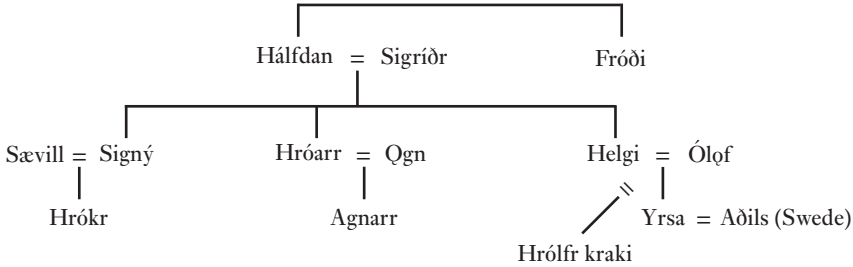 Hálfdan = Sigríðr Fróði
Sævill = Signý Hróarr = Ǫgn Helgi = Ólǫf
Hrókr Agnarr Yrsa = Aðils (Swede)
Hrólfr kraki